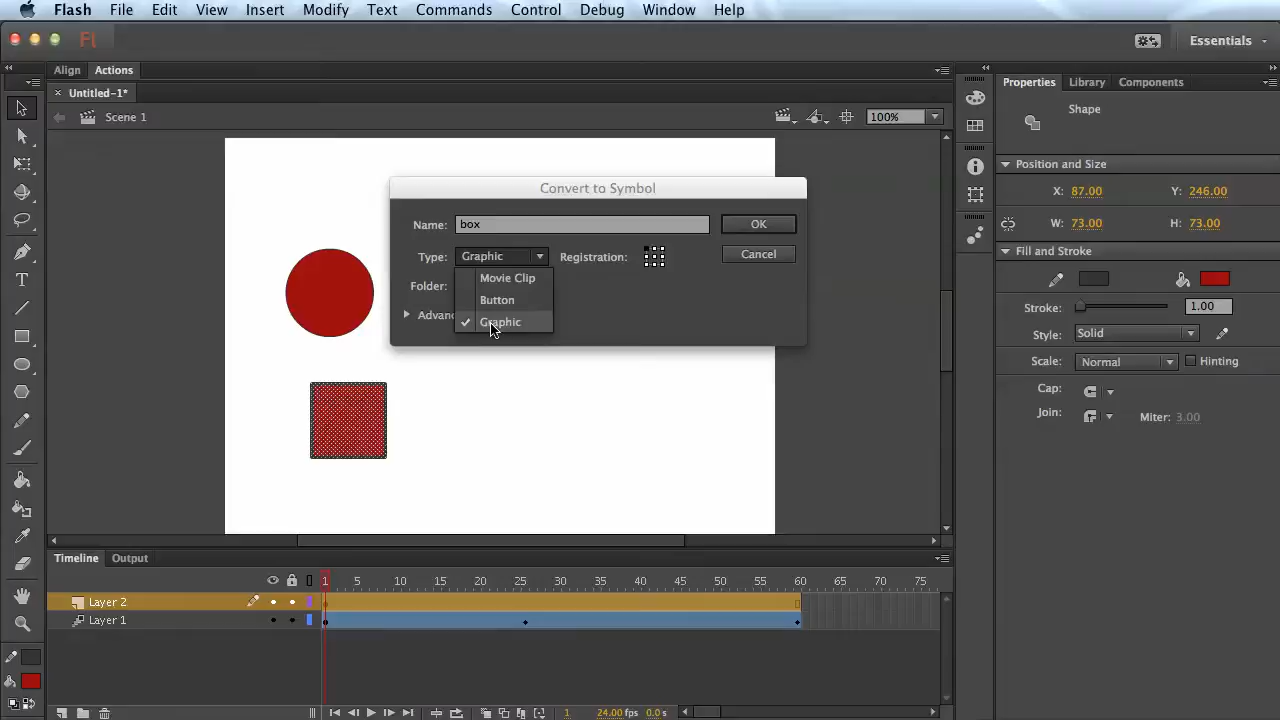 Flash File Edit View Insert Modify Text Commands Control Debug Window Help
Fl Essentials
Align Actions
Properties Library Components
× Untitled-1*
Scene 1 100%
Shape
Position and Size
X: 87.00 Y: 246.00
W: 73.00 H: 73.00
Fill and Stroke
Stroke: 1.00
Style: Solid
Scale: Normal Hinting
Cap:
Join: Miter: 3.00
Convert to Symbol
Name: box OK
Type: Graphic Registration: Cancel
Movie Clip
Folder:
Button
Advanc
Graphic
Timeline Output
1 5 10 15 20 25 30 35 40 45 50 55 60 65 70 75
Layer 2
Layer 1
1 24.00 fps 0.0 s